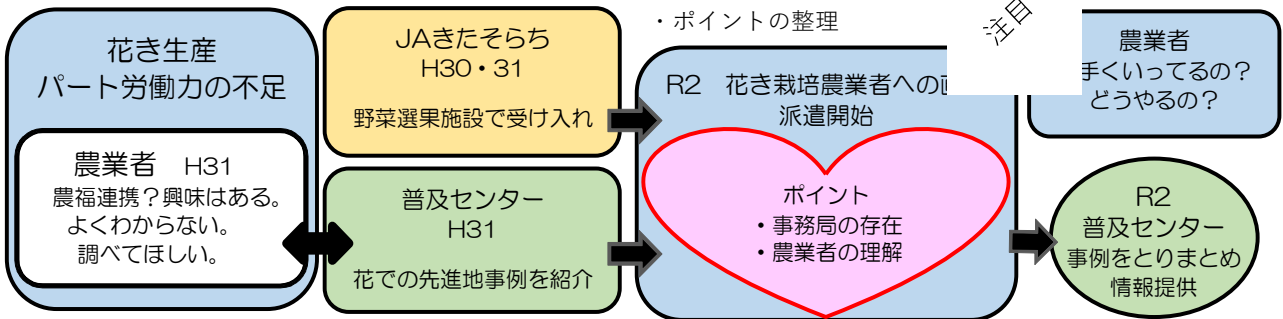 花き生産
パート労働力の不足
農業者 H31
農福連携？興味はある。
よくわからない。
調べてほしい。
JAきたそらち
H30・31
野菜選果施設で受け入れ
普及センター
H31
花での先進地事例を紹介
・ポイントの整理
R2 花き栽培農業者への
派遣開始
ポイント
・事務局の存在
・農業者の理解
注目
農業者
手くいってるの？
どうやるの？
R2
普及センター
事例をとりまとめ
情報提供